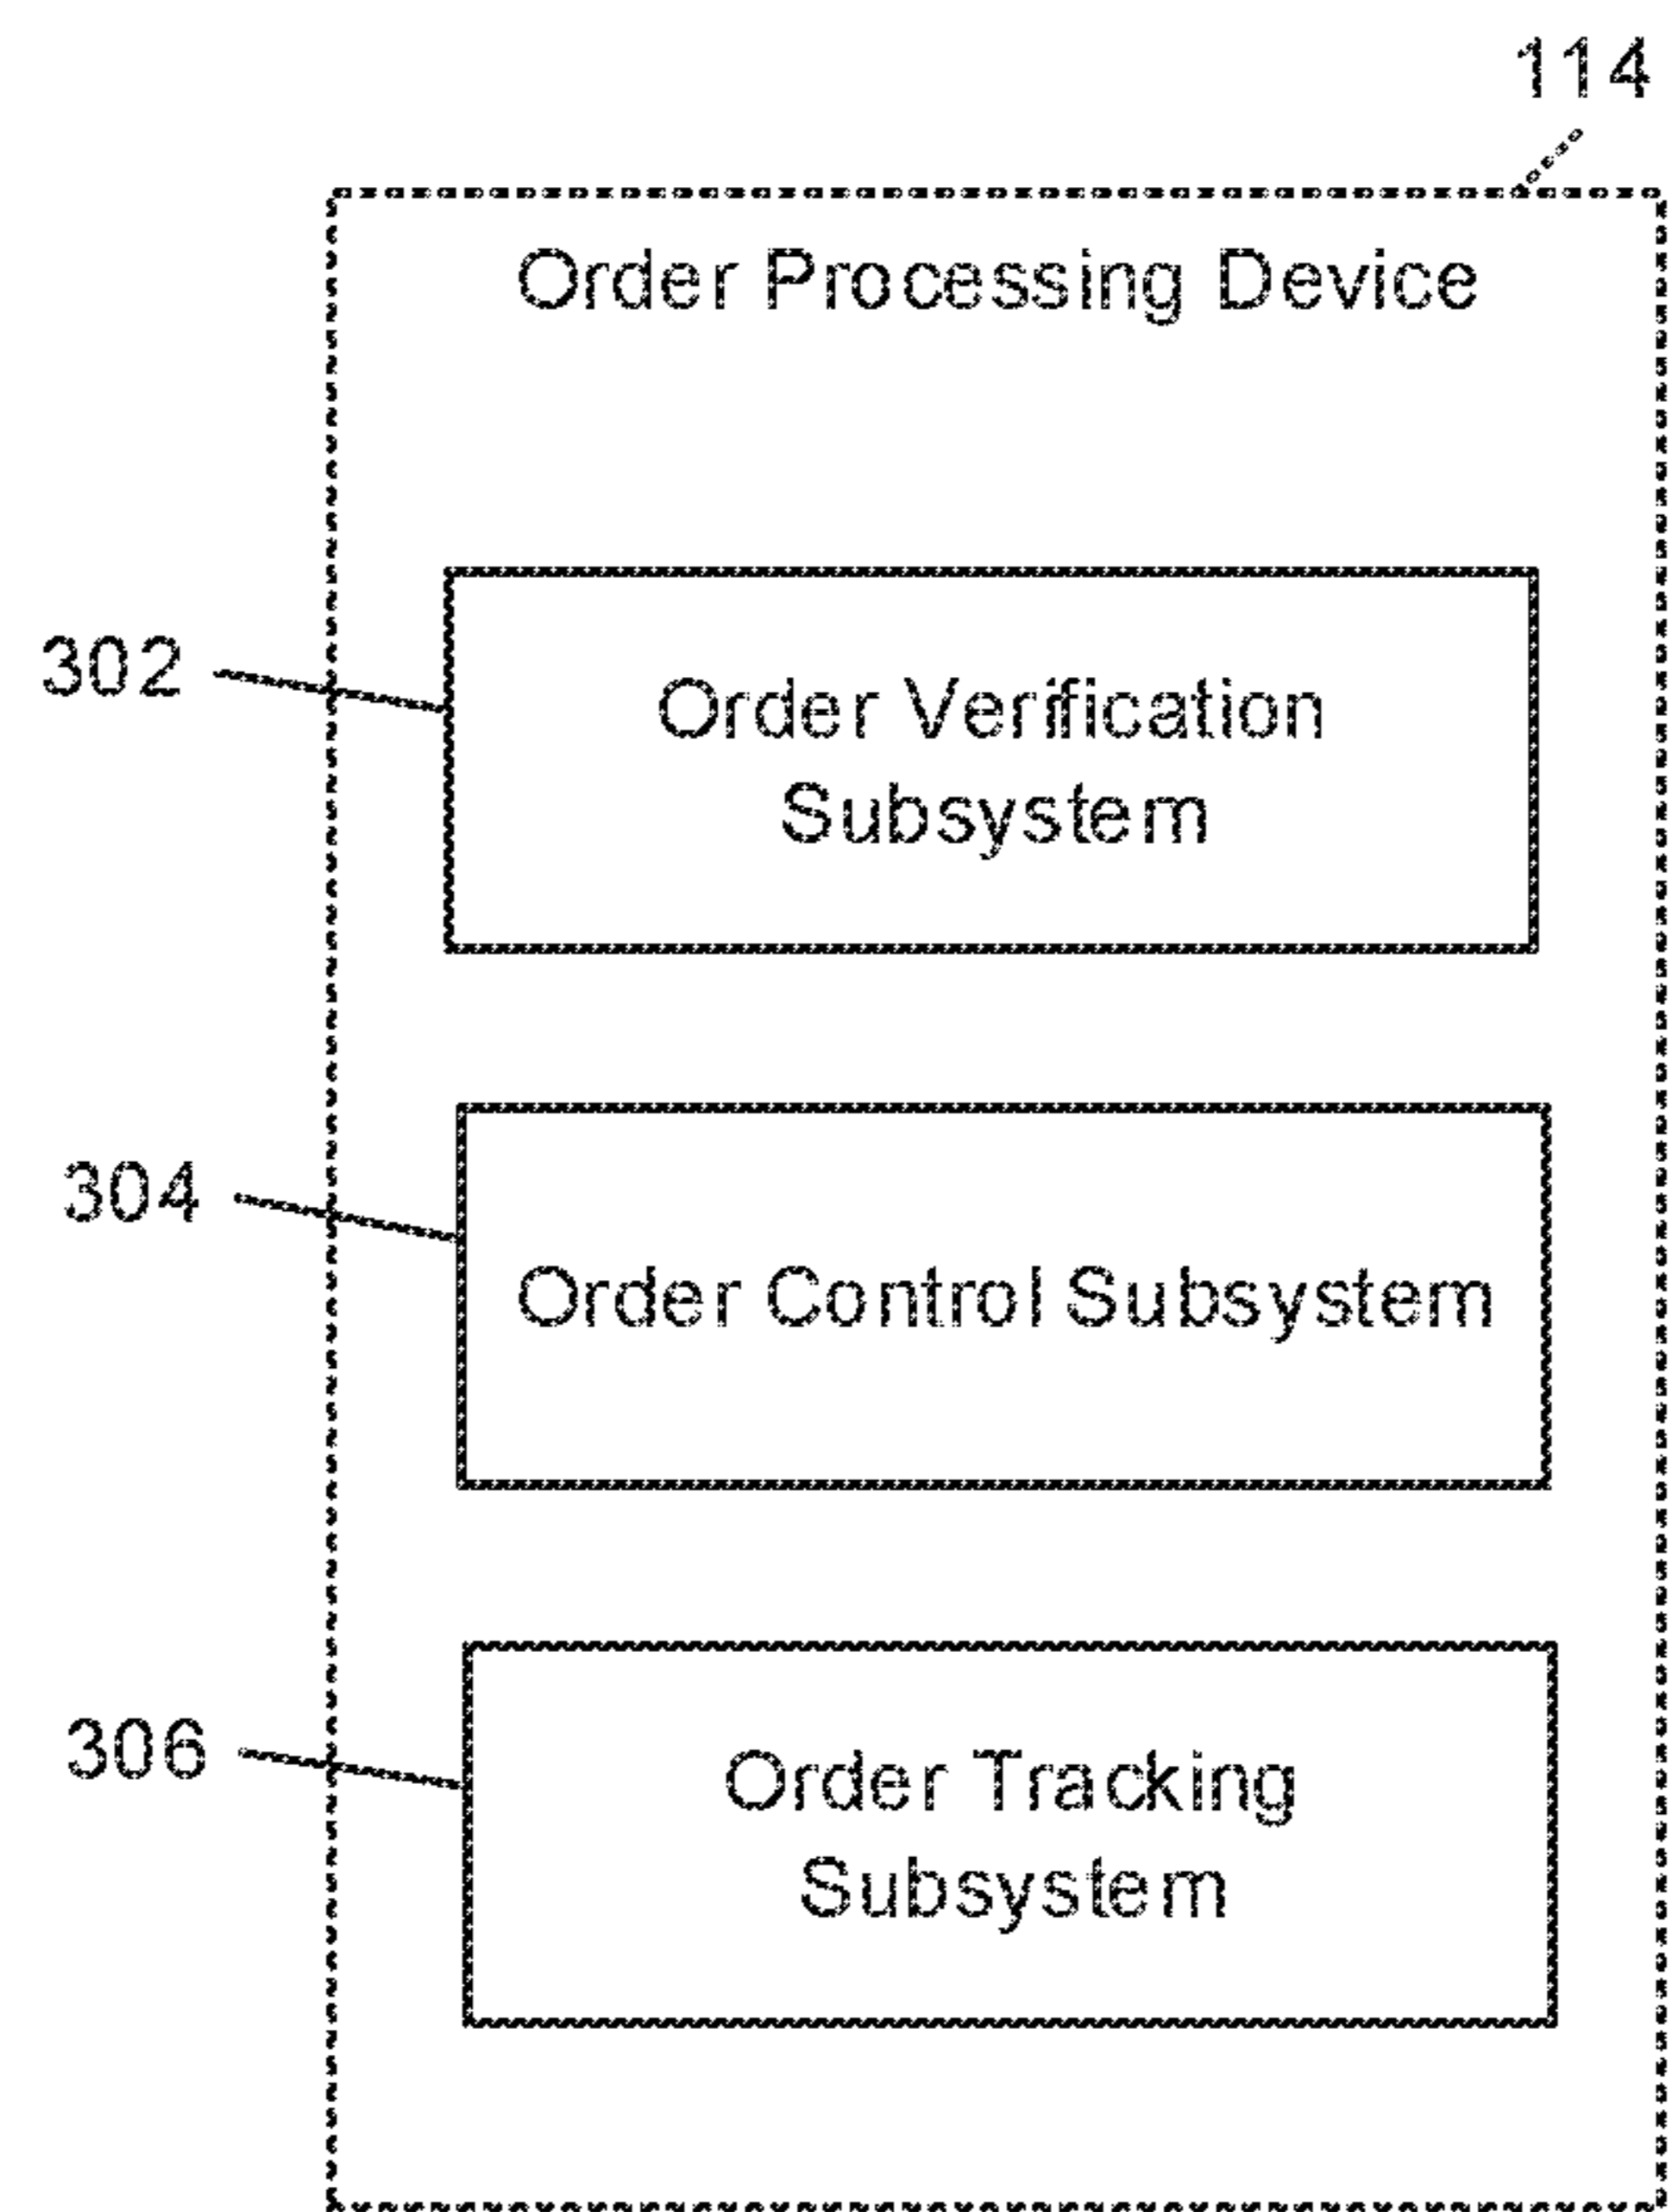 114
Order Processing Device
302
Order Verification
Subsystem
304
Order Control Subsystem
306
Order Tracking
Subsystem